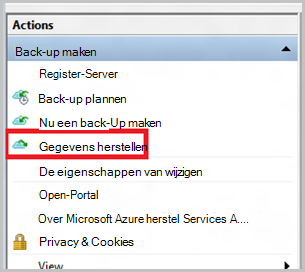 Actions
Back-up maken
Register-Server
Back-up plannen
Nu een back-Up maken
Gegevens herstellen
De eigenschappen van wijzigen
Open-Portal
Over Microsoft Azure herstel Services A....
Privacy & Cookies
View